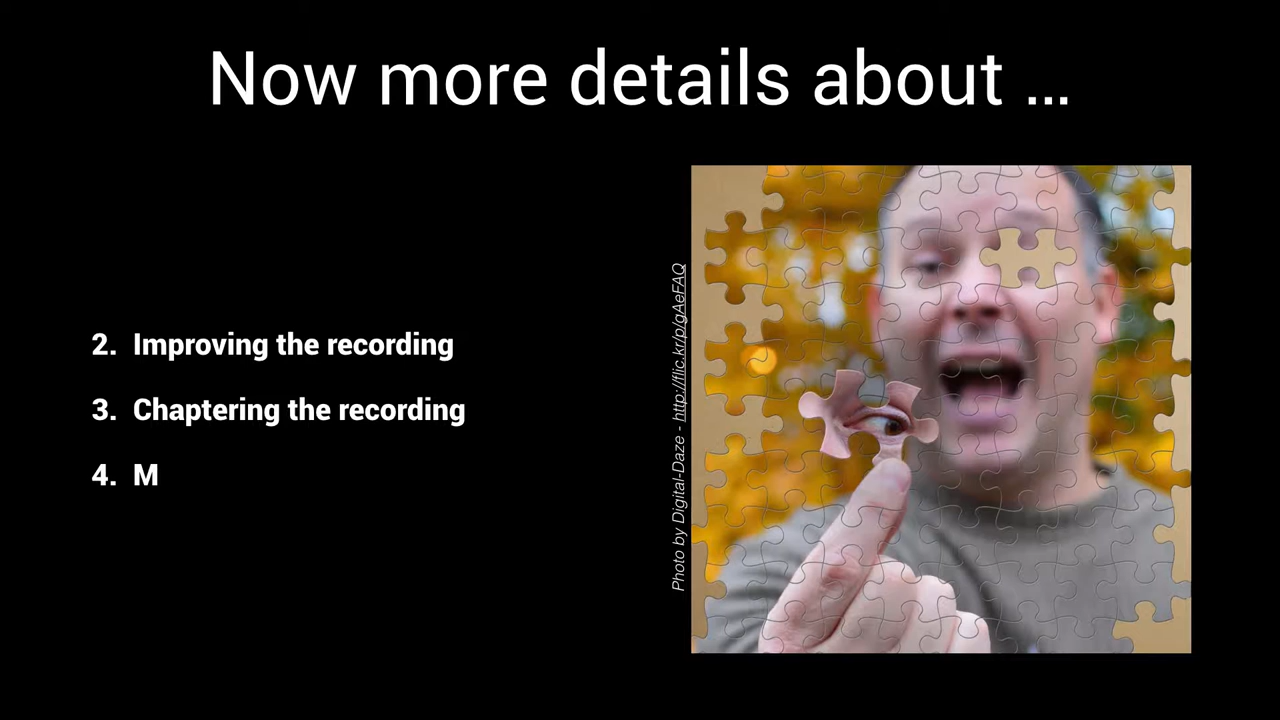 Now more details about ...
2. Improving the recording
3. Chaptering the recording
4. M
Photo by Digital-Daze - http://flic.kr/p/gAeFAQ